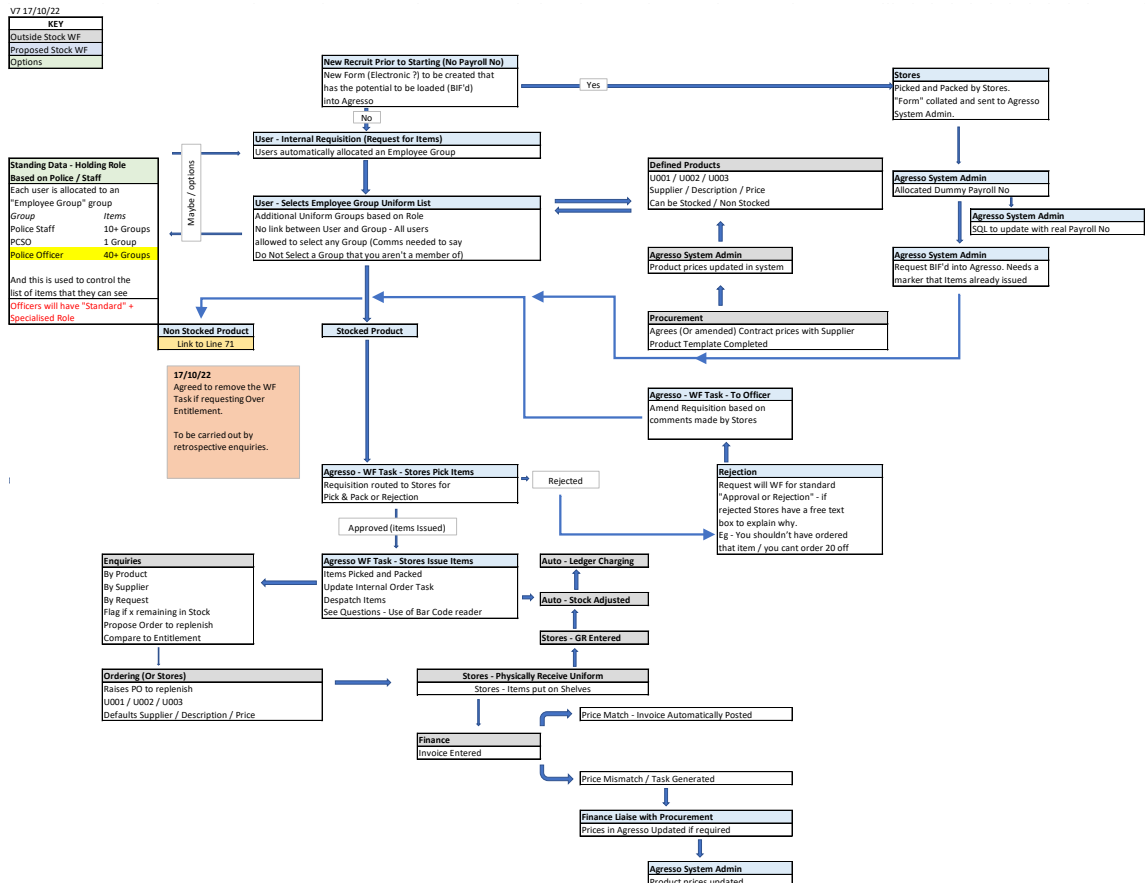 V7 17/10/22
KEY
Outside Stock WF
Proposed Stock WF
Options
New Recruit Prior to Starting (No Payroll No)
New Form (Electronic ?) to be created that
has the potential to be loaded (BIF'd)
into Agresso
Yes
No
Stores
Picked and Packed by Stores.
"Form" collated and sent to Agresso
System Admin.
User - Internal Requisition (Request for Items)
Users automatically allocated an Employee Group
Maybe / options
Standing Data - Holding Role
Based on Police / Staff
Each user is allocated to an
"Employee Group" group
Group Items
Police Staff 10+ Groups
PCSO 1 Group
Police Officer 40+ Groups
And this is used to control the
list of items that they can see
Officers will have "Standard" +
Specialised Role
User - Selects Employee Group Uniform List
Additional Uniform Groups based on Role
No link between User and Group - All users
allowed to select any Group (Comms needed to say
Do Not Select a Group that you aren't a member of)
Defined Products
U001 / U002 / U003
Supplier / Description / Price
Can be Stocked / Non Stocked
Agresso System Admin
Allocated Dummy Payroll No
Agresso System Admin
SQL to update with real Payroll No
Agresso System Admin
Product prices updated in system
Agresso System Admin
Request BIF'd into Agresso. Needs a
marker that Items already issued
Procurement
Agrees (Or amended) Contract prices with Supplier
Product Template Completed
Non Stocked Product
Link to Line 71
Stocked Product
17/10/22
Agreed to remove the WF
Task if requesting Over
Entitlement.
To be carried out by
retrospective enquiries.
Agresso - WF Task - To Officer
Amend Requisition based on
comments made by Stores
Agresso - WF Task - Stores Pick Items
Requisition routed to Stores for
Pick & Pack or Rejection
Rejected
Rejection
Request will WF for standard
"Approval or Rejection" - if
rejected Stores have a free text
box to explain why.
Eg - You shouldn't have ordered
that item / you cant order 20 off
Approved (items Issued)
Enquiries
By Product
By Supplier
By Request
Flag if x remaining in Stock
Propose Order to replenish
Compare to Entitlement
Agresso WF Task - Stores Issue Items
Items Picked and Packed
Update Internal Order Task
Despatch Items
See Questions - Use of Bar Code reader
Auto - Ledger Charging
Auto - Stock Adjusted
Stores - GR Entered
Ordering (Or Stores)
Raises PO to replenish
U001 / U002 / U003
Defaults Supplier / Description / Price
Stores - Physically Receive Uniform
Stores - Items put on Shelves
Price Match - Invoice Automatically Posted
Finance
Invoice Entered
Price Mismatch / Task Generated
Finance Liaise with Procurement
Prices in Agresso Updated if required
Agresso System Admin
Product prices updated